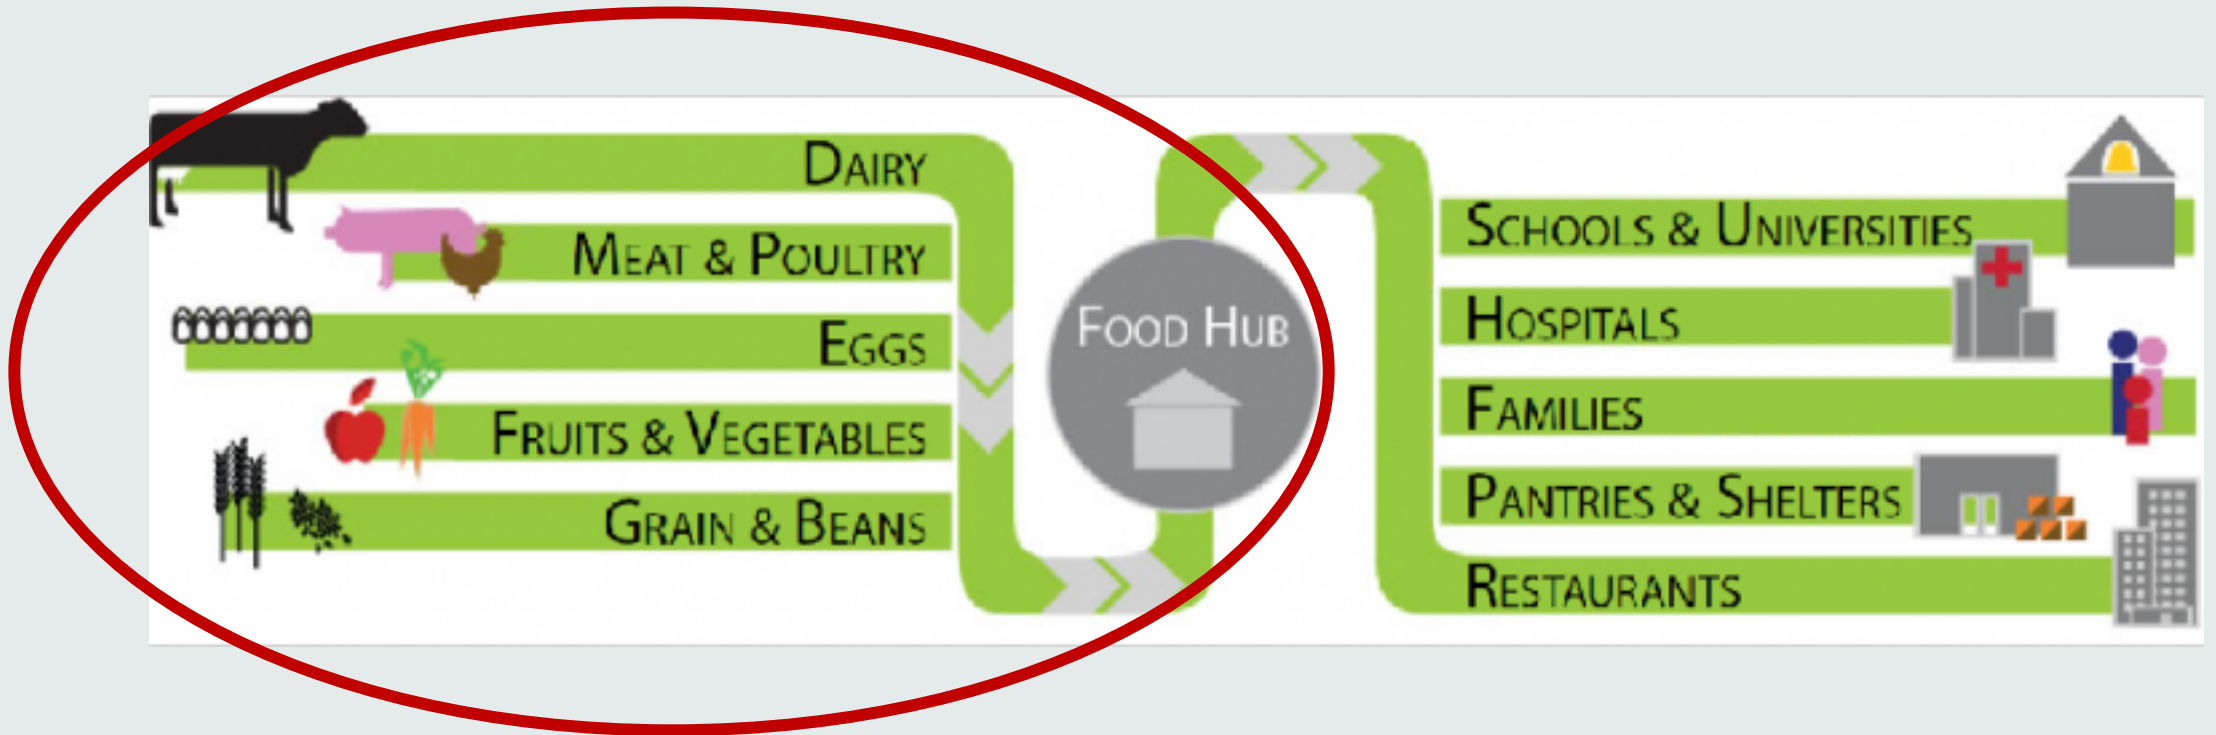 Dairy
Meat & Poultry
Eggs
Fruits & Vegetables
Grain & Beans
Food Hub
Schools & Universities
Hospitals
Families
Pantries & Shelters
Restaurants